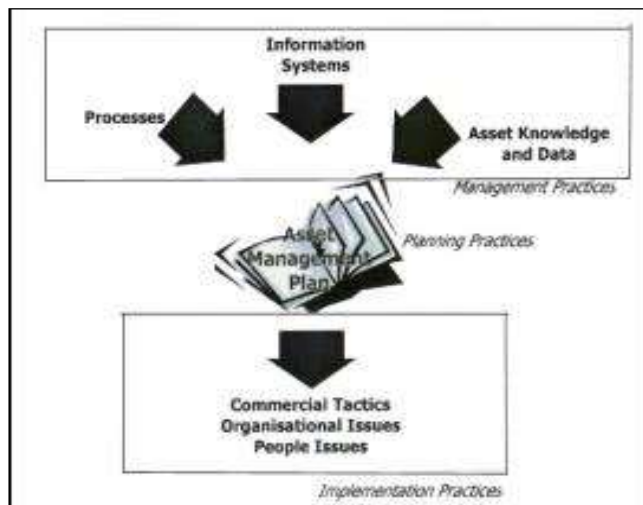 Information
Systems
Processes
Asset Knowledge
and Data
Management Practices
Asset
Management
Plan
Planning Practices
Commercial Tactics
Organisational Issues
People Issues
Implementation Practices